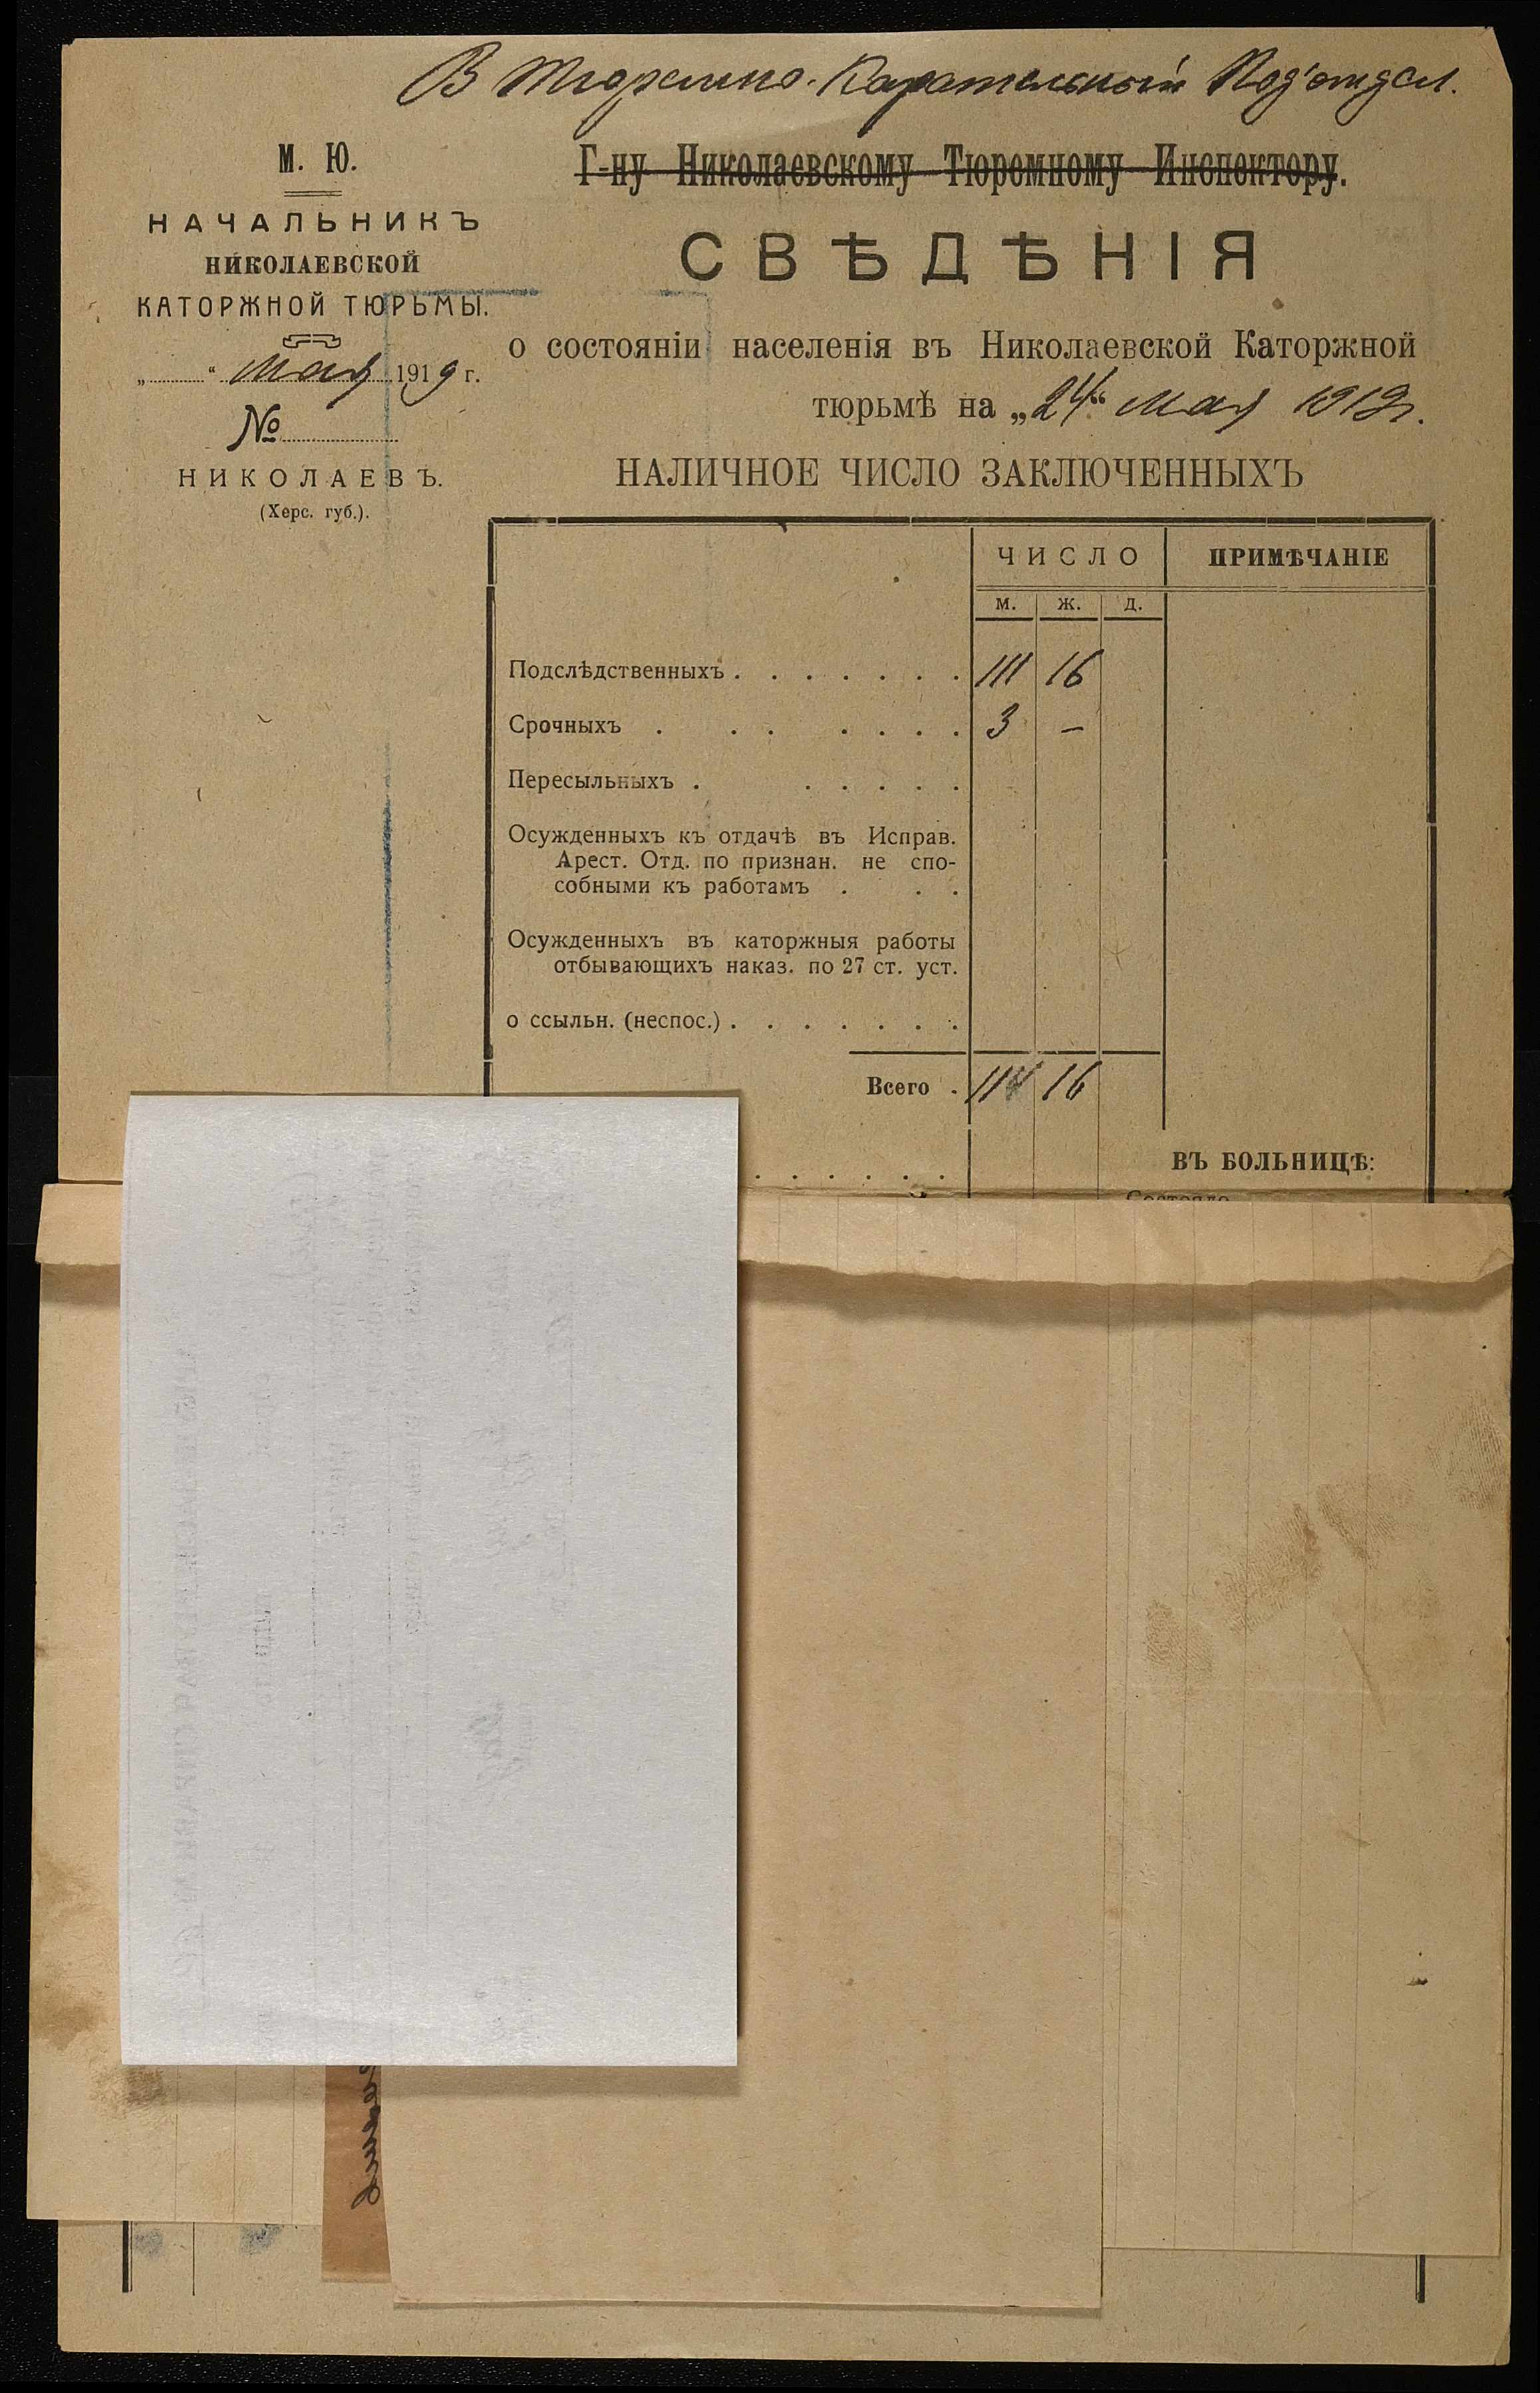 В Тюремно-Карательный Под'отдел.
М. Ю.
НАЧАЛЬНИКЪ
НИКОЛАЕВСКОЙ
КАТОРЖНОЙ ТЮРЬМЫ.
„ “ мая 1919 г.
№
НИКОЛАЕВЪ.
(Херс. губ.).
Г-ну Николаевскому Тюремному Инспектору.
СВѢДѢНІЯ
о состояніи населенія въ Николаевской Каторжной
тюрьмѣ на „24“ мая 1919 г.
НАЛИЧНОЕ ЧИСЛО ЗАКЛЮЧЕННЫХЪ
ЧИСЛО ПРИМѢЧАНІЕ
М. Ж. Д.
Подслѣдственныхъ . . . . . . . 111 16
Срочныхъ . . . . . . . 3 —
Пересыльныхъ . . . . . .
Осужденныхъ къ отдачѣ въ Исправ.
Арест. Отд. по признан. не спо-
собными къ работамъ . . .
Осужденныхъ въ каторжныя работы
отбывающихъ наказ. по 27 ст. уст.
о ссыльн. (неспос.) . . . . . . .
Всего . 114 16
ВЪ БОЛЬНИЦѢ:
Состояло